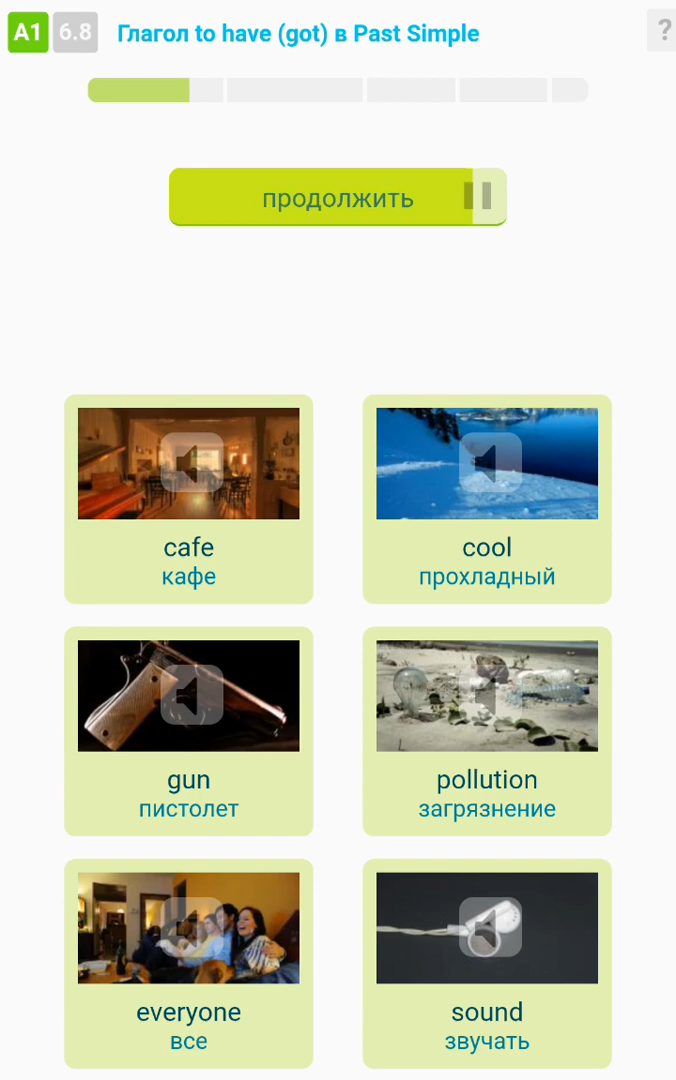 A1 6.8 Глагол to have (got) в Past Simple ?
продолжить
cafe
кафе
cool
прохладный
gun
пистолет
pollution
загрязнение
everyone
все
sound
звучать